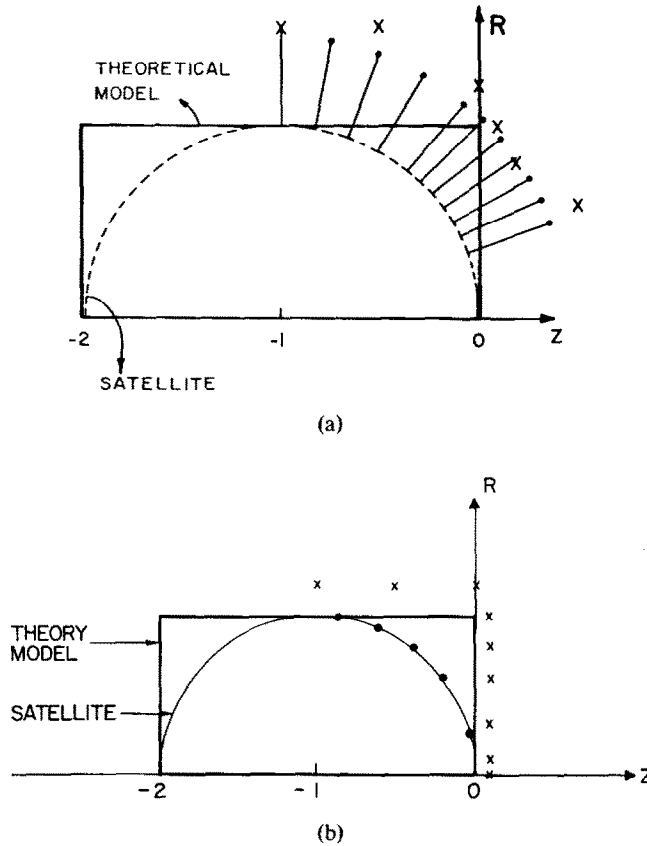 R
THEORETICAL
MODEL
-2
-1
0
Z
SATELLITE
(a)
R
THEORY
MODEL
SATELLITE
-2
-1
0
Z
(b)